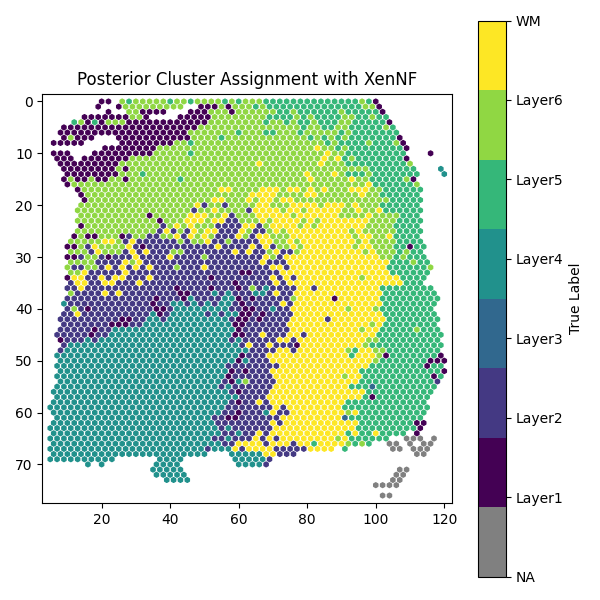 Posterior Cluster Assignment with XenNF
0
10
20
30
40
50
60
70
20
40
60
80
100
120
WM
Layer6
Layer5
Layer4
Layer3
Layer2
Layer1
NA
True Label